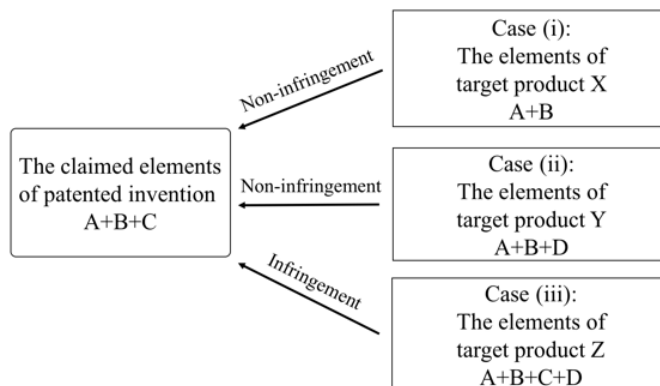 The claimed elements
of patented invention
A+B+C
Non-infringement
Case (i):
The elements of
target product X
A+B
Non-infringement
Case (ii):
The elements of
target product Y
A+B+D
Infringement
Case (iii):
The elements of
target product Z
A+B+C+D